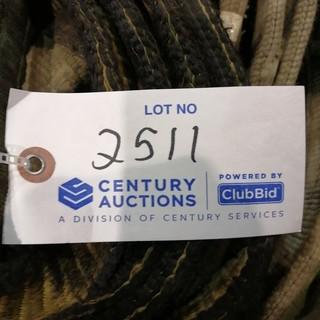 LOT NO
2511
CENTURY AUCTIONS
POWERED BY
ClubBid
A DIVISION OF CENTURY SERVICES